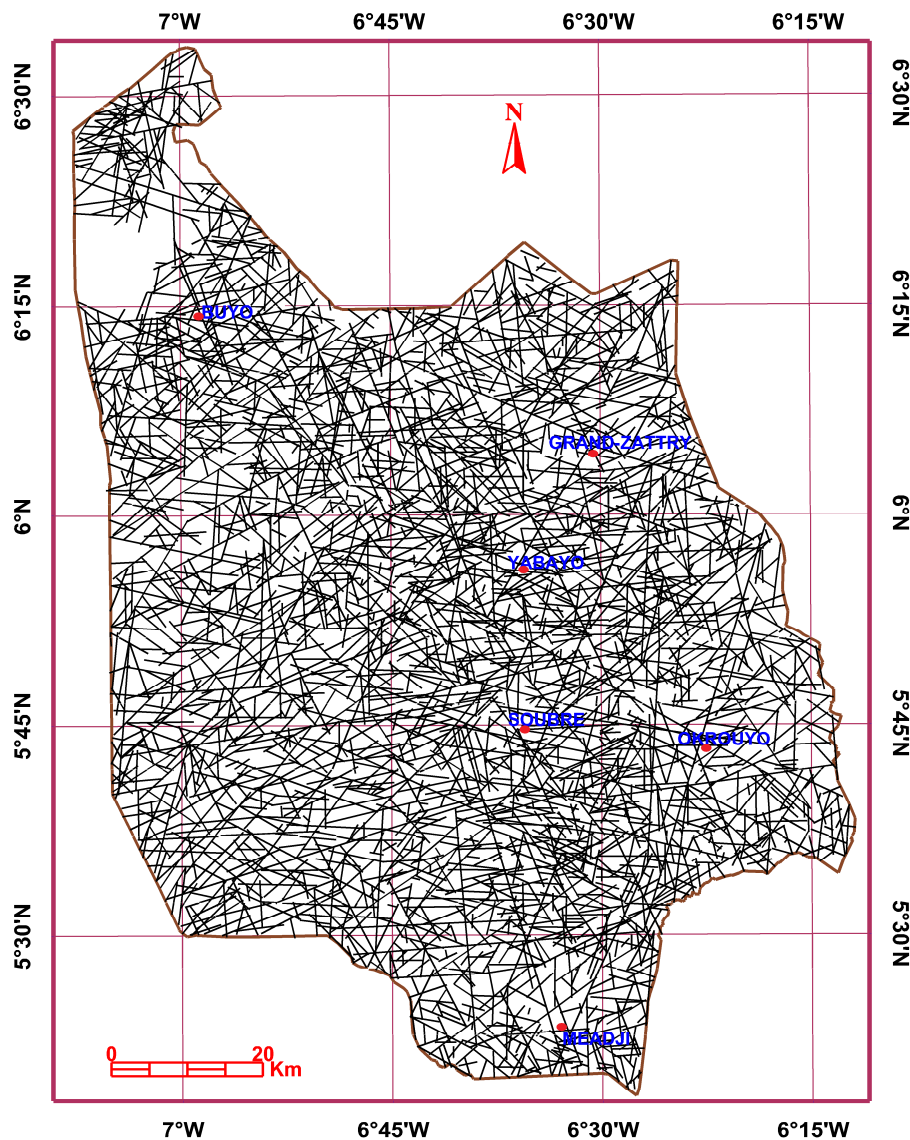 7°W 6°45'W 6°30'W 6°15'W
6°30'N 6°30'N
N
6°15'N 6°15'N
BUYO
GRAND-ZATTRY
6°N 6°N
YABAYO
5°45'N 5°45'N
SOUBRE
OKROUYO
5°30'N 5°30'N
MEADJI
0 20 Km
7°W 6°45'W 6°30'W 6°15'W